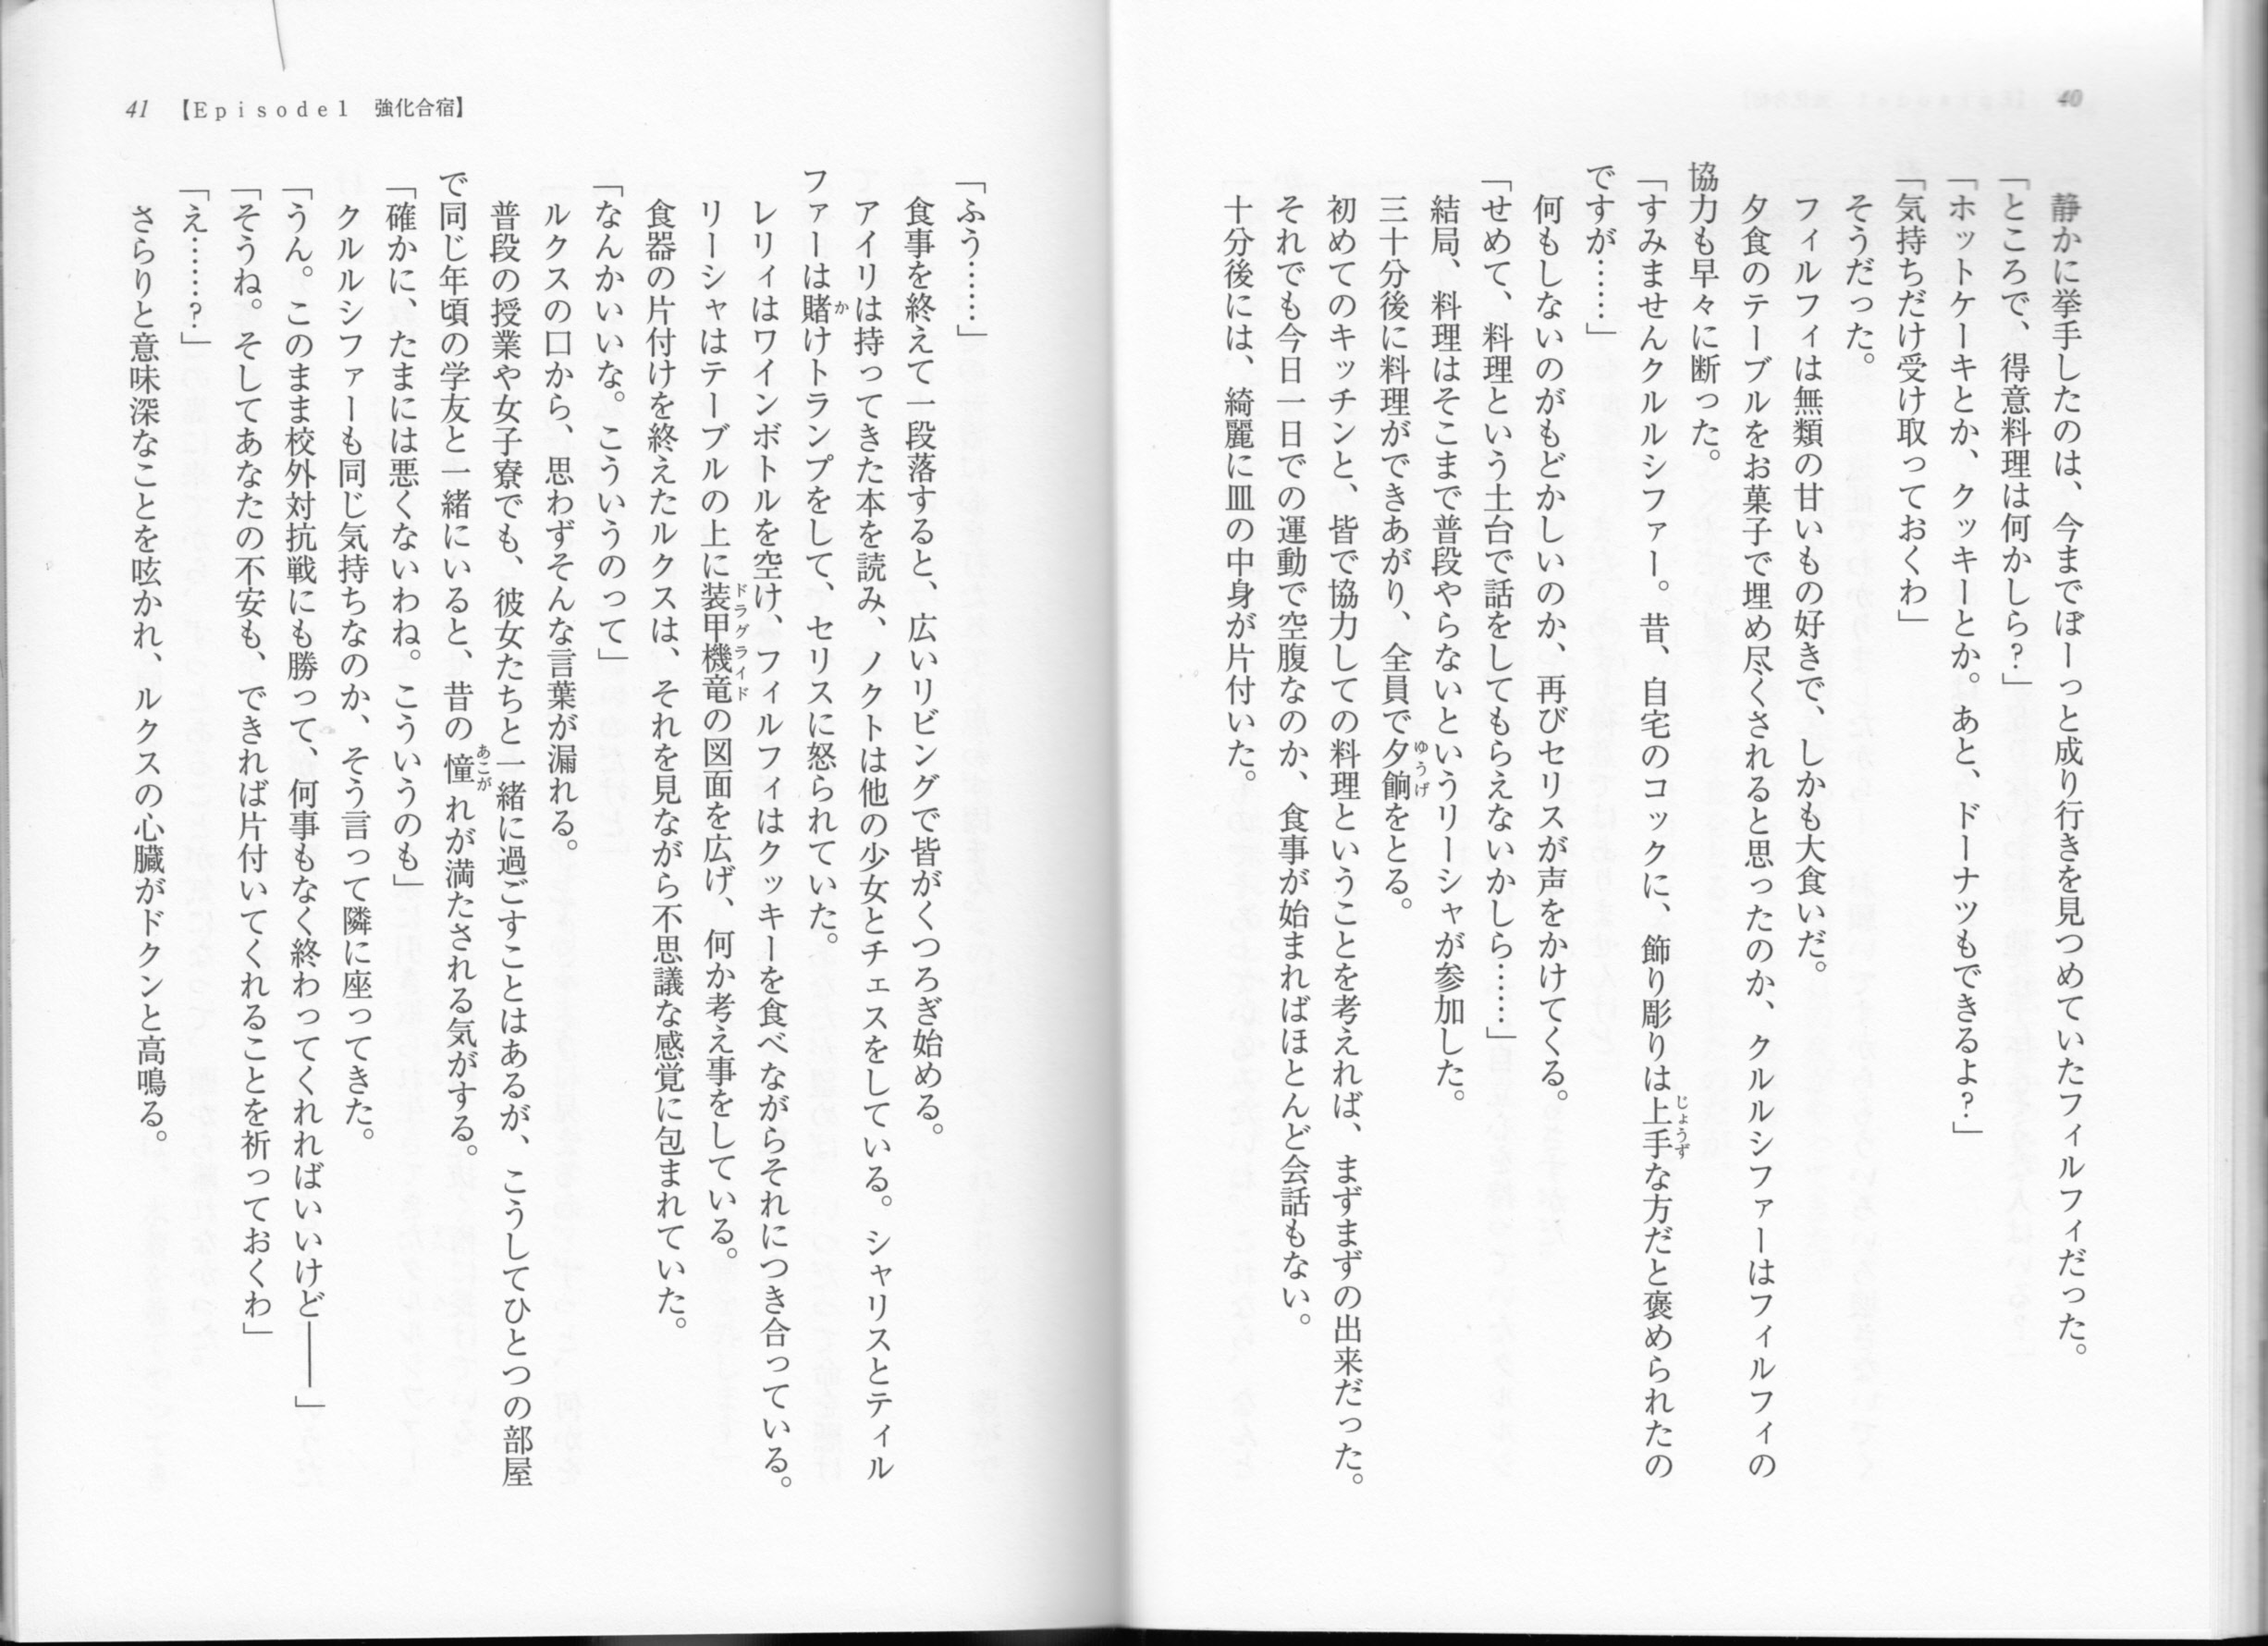 40
静かに挙手したのは、今までぼーっと成り行きを見つめていたフィルフィだった。
「ところで、得意料理は何かしら？」
「ホットケーキとか、クッキーとか。あと、ドーナツもできるよ？」
「気持ちだけ受け取っておくわ」
そうだった。
フィルフィは無類の甘いもの好きで、しかも大食いだ。
夕食のテーブルをお菓子で埋め尽くされると思ったのか、クルルシファーはフィルフィの
協力も早々に断った。
「すみませんクルルシファー。昔、自宅のコックに、飾り彫りは上手な方だと褒められたの
じょうず
ですが……」
何もしないのがもどかしいのか、再びセリスが声をかけてくる。
「せめて、料理という土台で話をしてもらえないかしら……」
結局、料理はそこまで普段やらないというリーシャが参加した。
三十分後に料理ができあがり、全員で夕餉をとる。
ゆうげ
初めてのキッチンと、皆で協力しての料理ということを考えれば、まずまずの出来だった。
それでも今日一日での運動で空腹なのか、食事が始まればほとんど会話もない。
十分後には、綺麗に皿の中身が片付いた。
41 【Episode1 強化合宿】
「ふう……」
食事を終えて一段落すると、広いリビングで皆がくつろぎ始める。
アイリは持ってきた本を読み、ノクトは他の少女とチェスをしている。シャリスとティル
ファーは賭けトランプをして、セリスに怒られていた。
か
レリィはワインボトルを空け、フィルフィはクッキーを食べながらそれにつき合っている。
リーシャはテーブルの上に装甲機竜の図面を広げ、何か考え事をしている。
ドラグライド
食器の片付けを終えたルクスは、それを見ながら不思議な感覚に包まれていた。
「なんかいいな。こういうのって」
ルクスの口から、思わずそんな言葉が漏れる。
普段の授業や女子寮でも、彼女たちと一緒に過ごすことはあるが、こうしてひとつの部屋
で同じ年頃の学友と一緒にいると、昔の憧れが満たされる気がする。
あこが
「確かに、たまには悪くないわね。こういうのも」
クルルシファーも同じ気持ちなのか、そう言って隣に座ってきた。
「うん。このまま校外対抗戦にも勝って、何事もなく終わってくれればいいけど――」
「そうね。そしてあなたの不安も、できれば片付いてくれることを祈っておくわ」
「え……？」
さらりと意味深なことを呟かれ、ルクスの心臓がドクンと高鳴る。